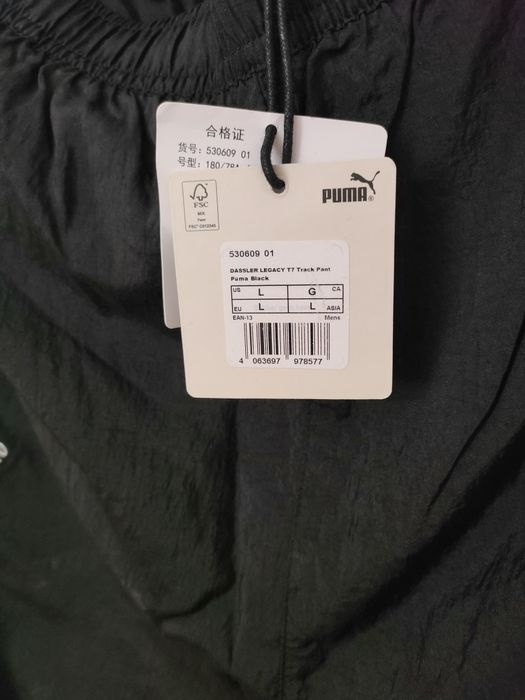 合格证
货号: 530609 01
号型: 180/78A
FSC
MIX
Paper
FSC® C012345
PUMA®
530609 01
DASSLER LEGACY T7 Track Pant
Puma Black
US L G CA
EU L L ASIA
EAN-13 Mens
4 063697 978577